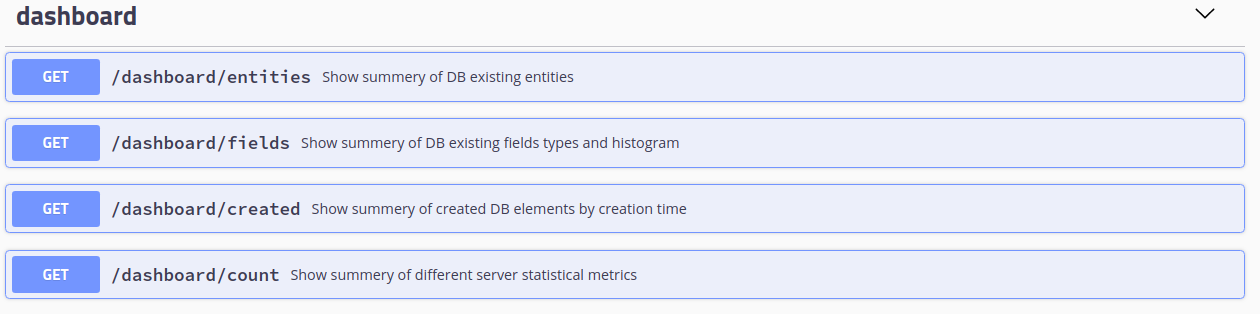 dashboard
GET /dashboard/entities Show summery of DB existing entities
GET /dashboard/fields Show summery of DB existing fields types and histogram
GET /dashboard/created Show summery of created DB elements by creation time
GET /dashboard/count Show summery of different server statistical metrics